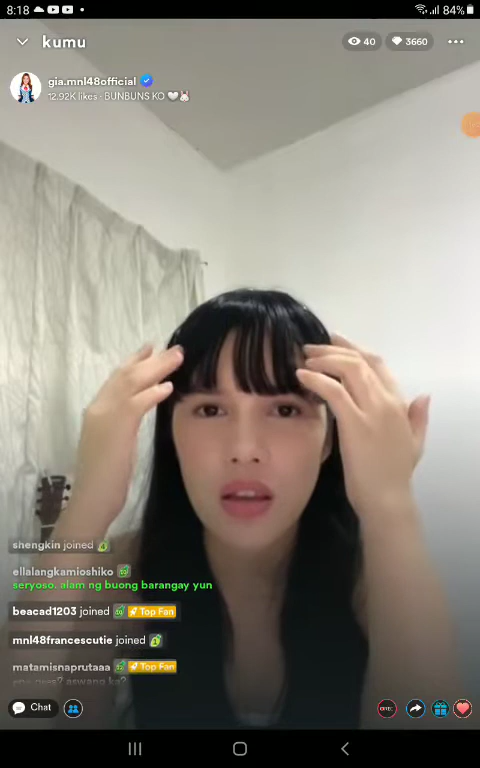 8:18
84%
kumu
40
3660
gia.mnl48official
12.92K likes · BUNBUNS KO
shengkin joined
ellalangkamioshiko
seryoso. alam ng buong barangay yun
beacad1203 joined
Top Fan
mnl48francescutie joined
matamisnaprutaaa
Top Fan
aswang ka?
Chat